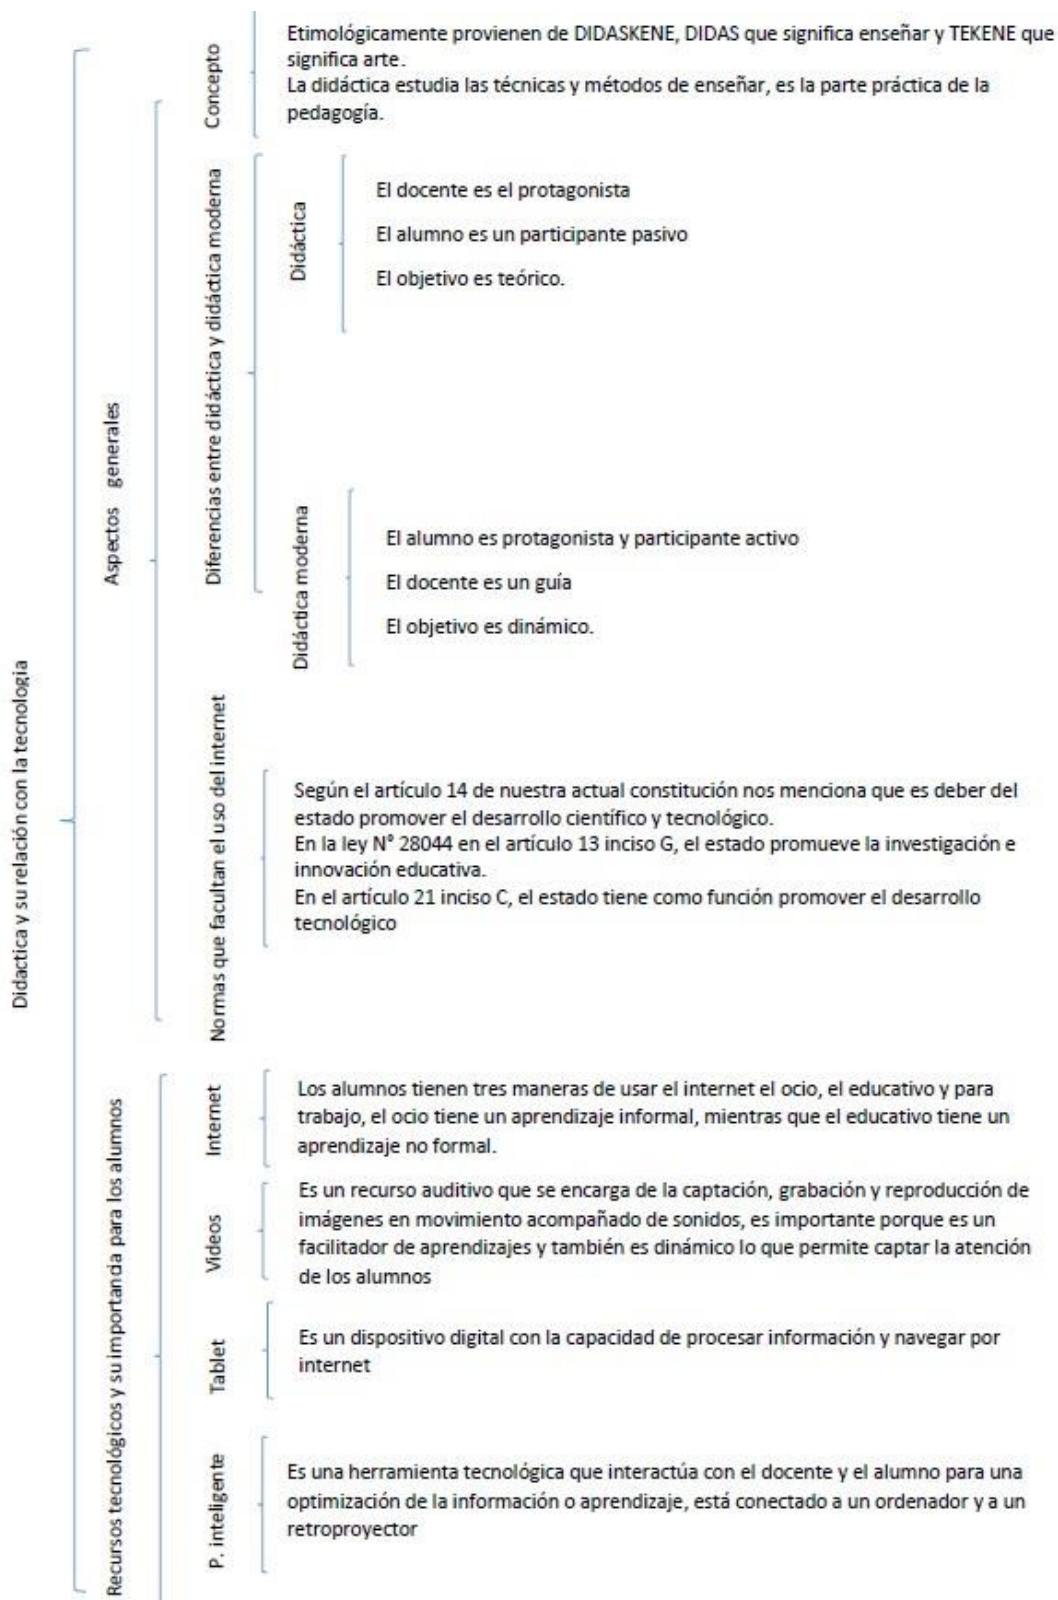 Didactica y su relación con la tecnologia
Aspectos generales
Concepto
Etimológicamente provienen de DIDASKENE, DIDAS que significa enseñar y TEKENE que
significa arte.
La didáctica estudia las técnicas y métodos de enseñar, es la parte práctica de la
pedagogía.
Diferencias entre didáctica y didáctica moderna
Didáctica
El docente es el protagonista
El alumno es un participante pasivo
El objetivo es teórico.
Didáctica moderna
El alumno es protagonista y participante activo
El docente es un guía
El objetivo es dinámico.
Normas que facultan el uso del internet
Según el artículo 14 de nuestra actual constitución nos menciona que es deber del
estado promover el desarrollo científico y tecnológico.
En la ley N° 28044 en el artículo 13 inciso G, el estado promueve la investigación e
innovación educativa.
En el artículo 21 inciso C, el estado tiene como función promover el desarrollo
tecnológico
Recursos tecnológicos y su importancia para los alumnos
Internet
Los alumnos tienen tres maneras de usar el internet el ocio, el educativo y para
trabajo, el ocio tiene un aprendizaje informal, mientras que el educativo tiene un
aprendizaje no formal.
Videos
Es un recurso auditivo que se encarga de la captación, grabación y reproducción de
imágenes en movimiento acompañado de sonidos, es importante porque es un
facilitador de aprendizajes y también es dinámico lo que permite captar la atención
de los alumnos
Tablet
Es un dispositivo digital con la capacidad de procesar información y navegar por
internet
P. inteligente
Es una herramienta tecnológica que interactúa con el docente y el alumno para una
optimización de la información o aprendizaje, está conectado a un ordenador y a un
retroproyector